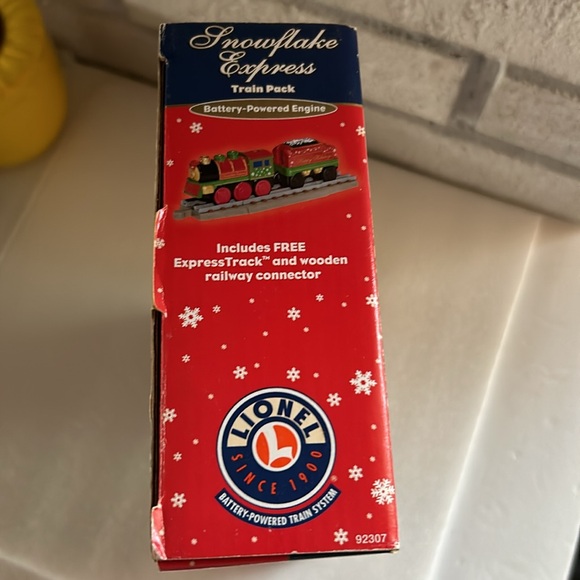 Snowflake
Express
Train Pack
Battery-Powered Engine
Includes FREE
ExpressTrack™ and wooden
railway connector
LIONEL
L
SINCE 1900
BATTERY-POWERED TRAIN SYSTEM
92307